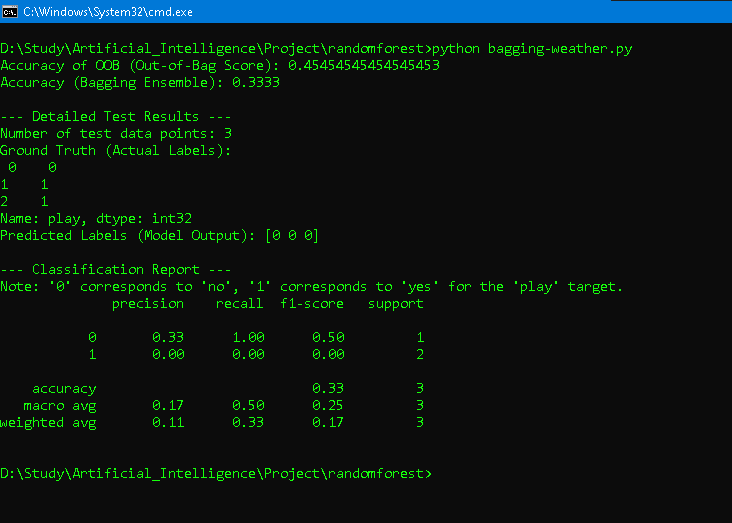 C:\Windows\System32\cmd.exe
D:\Study\Artificial_Intelligence\Project\randomforest>python bagging-weather.py
Accuracy of OOB (Out-of-Bag Score): 0.45454545454545453
Accuracy (Bagging Ensemble): 0.3333
--- Detailed Test Results ---
Number of test data points: 3
Ground Truth (Actual Labels):
 0    0
1    1
2    1
Name: play, dtype: int32
Predicted Labels (Model Output): [0 0 0]
--- Classification Report ---
Note: '0' corresponds to 'no', '1' corresponds to 'yes' for the 'play' target.
              precision    recall  f1-score   support
           0       0.33      1.00      0.50         1
           1       0.00      0.00      0.00         2
    accuracy                           0.33         3
   macro avg       0.17      0.50      0.25         3
weighted avg       0.11      0.33      0.17         3
D:\Study\Artificial_Intelligence\Project\randomforest>